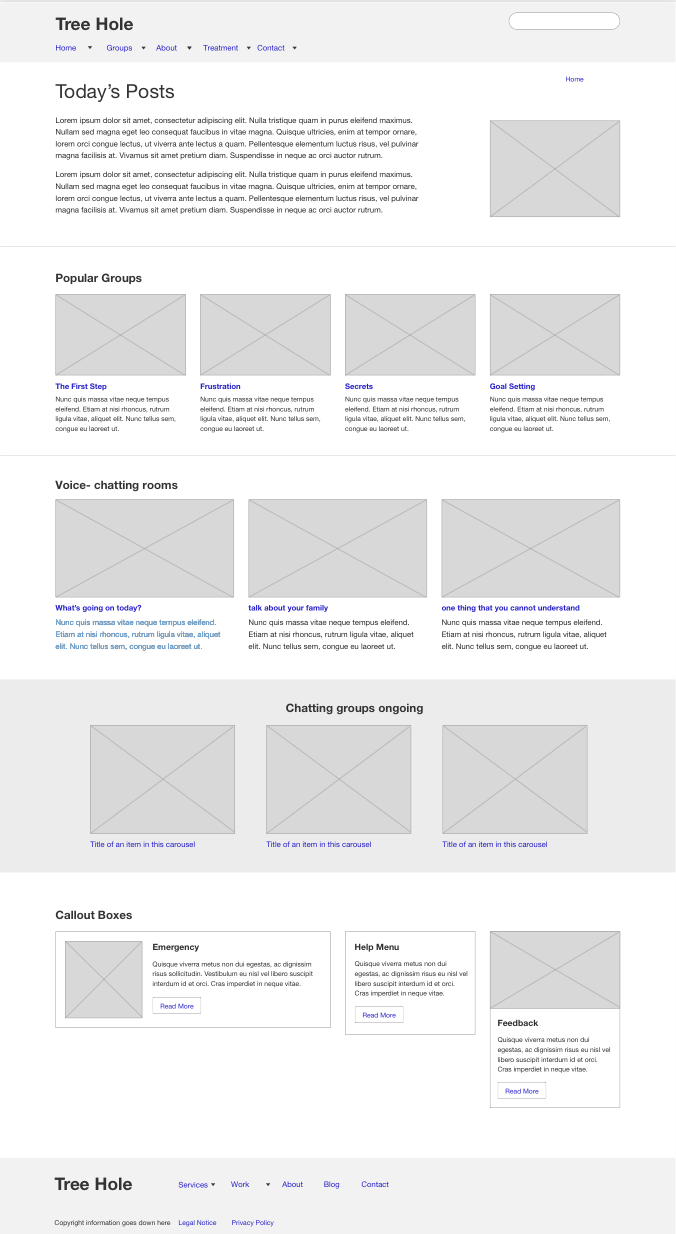 Tree Hole
Home Groups About Treatment Contact
Home
Today's Posts
Lorem ipsum dolor sit amet, consectetur adipiscing elit. Nulla tristique quam in purus eleifend maximus.
Nullam sed magna eget leo consequat faucibus in vitae magna. Quisque ultricies, enim at tempor ornare,
lorem orci congue lectus, ut viverra ante lectus a quam. Pellentesque elementum luctus risus, vel pulvinar
magna facilisis at. Vivamus sit amet pretium diam. Suspendisse in neque ac orci auctor rutrum.
Lorem ipsum dolor sit amet, consectetur adipiscing elit. Nulla tristique quam in purus eleifend maximus.
Nullam sed magna eget leo consequat faucibus in vitae magna. Quisque ultricies, enim at tempor ornare,
lorem orci congue lectus, ut viverra ante lectus a quam. Pellentesque elementum luctus risus, vel pulvinar
magna facilisis at. Vivamus sit amet pretium diam. Suspendisse in neque ac orci auctor rutrum.
Popular Groups
The First Step
Nunc quis massa vitae neque tempus
eleifend. Etiam at nisi rhoncus, rutrum
ligula vitae, aliquet elit. Nunc tellus sem,
congue eu laoreet ut.
Frustration
Nunc quis massa vitae neque tempus
eleifend. Etiam at nisi rhoncus, rutrum
ligula vitae, aliquet elit. Nunc tellus sem,
congue eu laoreet ut.
Secrets
Nunc quis massa vitae neque tempus
eleifend. Etiam at nisi rhoncus, rutrum
ligula vitae, aliquet elit. Nunc tellus sem,
congue eu laoreet ut.
Goal Setting
Nunc quis massa vitae neque tempus
eleifend. Etiam at nisi rhoncus, rutrum
ligula vitae, aliquet elit. Nunc tellus sem,
congue eu laoreet ut.
Voice- chatting rooms
What's going on today?
Nunc quis massa vitae neque tempus eleifend.
Etiam at nisi rhoncus, rutrum ligula vitae, aliquet
elit. Nunc tellus sem, congue eu laoreet ut.
talk about your family
Nunc quis massa vitae neque tempus eleifend.
Etiam at nisi rhoncus, rutrum ligula vitae, aliquet
elit. Nunc tellus sem, congue eu laoreet ut.
one thing that you cannot understand
Nunc quis massa vitae neque tempus eleifend.
Etiam at nisi rhoncus, rutrum ligula vitae, aliquet
elit. Nunc tellus sem, congue eu laoreet ut.
Chatting groups ongoing
Title of an item in this carousel
Title of an item in this carousel
Title of an item in this carousel
Callout Boxes
Emergency
Quisque viverra metus non dui egestas, ac dignissim
risus sollicitudin. Vestibulum eu nisl vel libero suscipit
interdum id et orci. Cras imperdiet in neque vitae.
Read More
Help Menu
Quisque viverra metus non dui
egestas, ac dignissim risus eu nisl vel
libero suscipit interdum id et orci.
Cras imperdiet in neque vitae.
Read More
Feedback
Quisque viverra metus non dui
egestas, ac dignissim risus eu nisl vel
libero suscipit interdum id et orci.
Cras imperdiet in neque vitae.
Read More
Tree Hole
Services Work About Blog Contact
Copyright information goes down here Legal Notice Privacy Policy